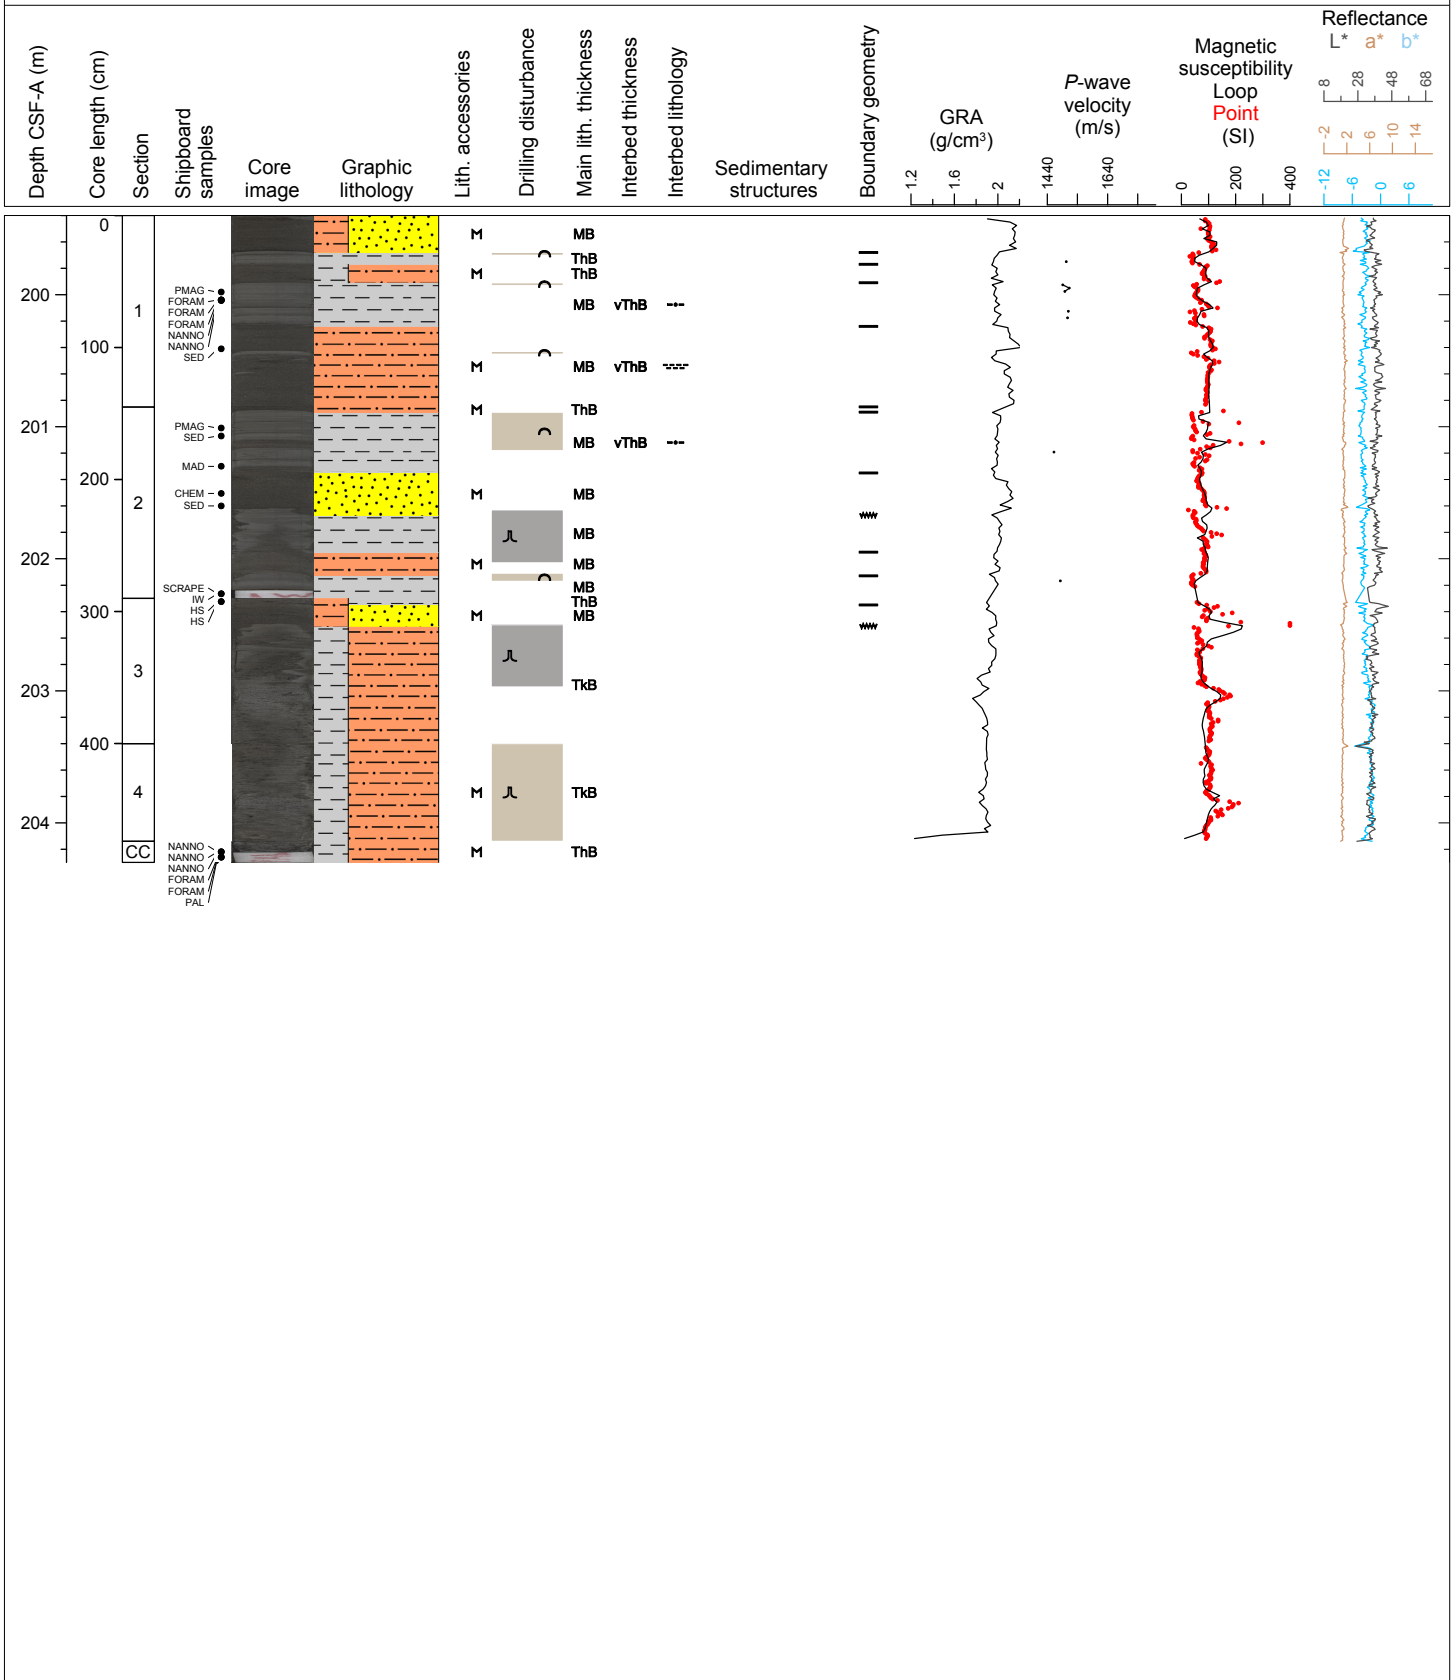 Depth CSF-A (m)
Core length (cm)
Section
Shipboard
samples
Core
image
Graphic
lithology
Lith. accessories
Drilling disturbance
Main lith. thickness
Interbed thickness
Interbed lithology
Sedimentary
structures
Boundary geometry
GRA
(g/cm³)
1.2
1.6
2
P-wave
velocity
(m/s)
1440
1640
Magnetic
susceptibility
Loop
Point
(SI)
0
200
400
Reflectance
L* a* b*
8 28 48 68
-2 2 6 10 14
-12 -6 0 6
0
100
200
300
400
200
201
202
203
204
1
2
3
4
CC
PMAG
FORAM
FORAM
FORAM
NANNO
NANNO
SED
PMAG
SED
MAD
CHEM
SED
SCRAPE
IW
HS
HS
NANNO
NANNO
NANNO
FORAM
FORAM
PAL
M
M
M
M
M
M
M
M
M
MB
ThB
ThB
MB
MB
ThB
MB
MB
MB
MB
MB
ThB
MB
TkB
TkB
ThB
vThB
vThB
vThB